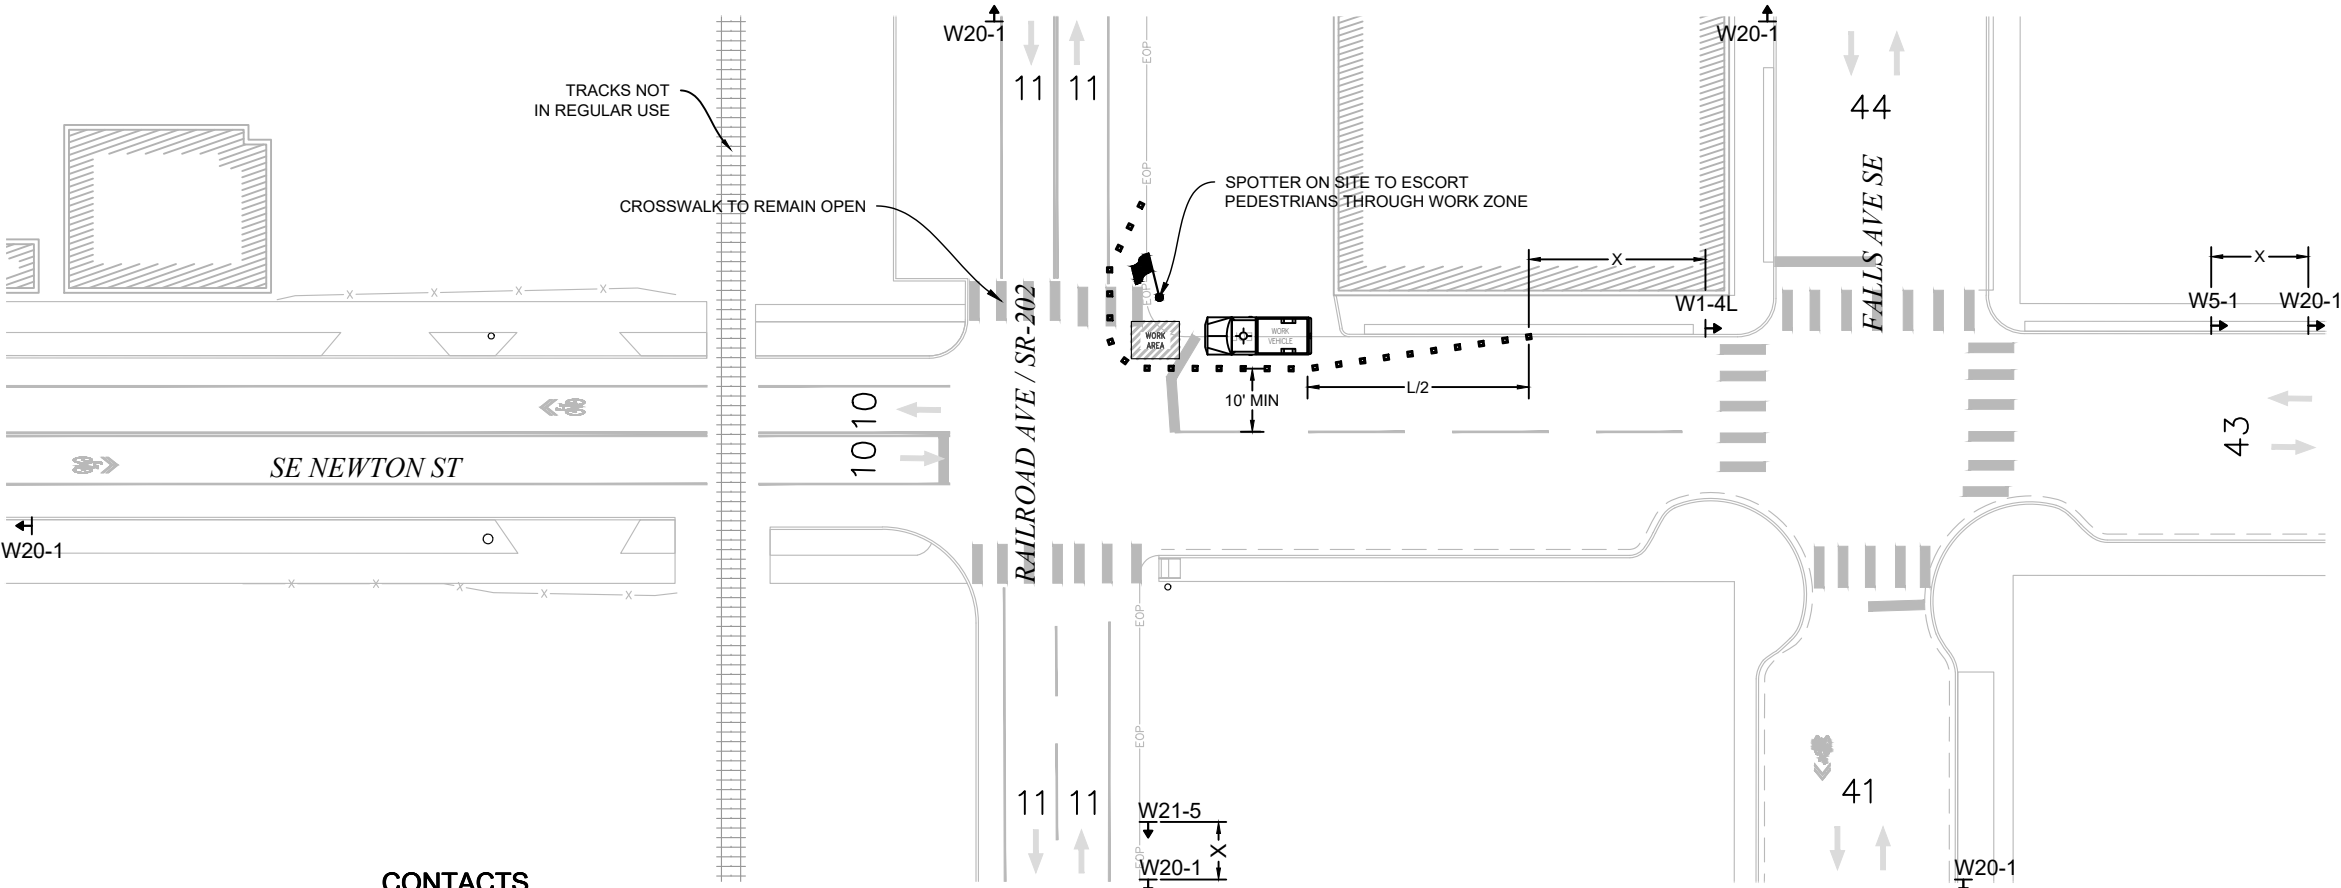 W20-1
W20-1
TRACKS NOT
IN REGULAR USE
11 11
44
EOP
EOP
CROSSWALK TO REMAIN OPEN
SPOTTER ON SITE TO ESCORT
PEDESTRIANS THROUGH WORK ZONE
FALLS AVE SE
X
X
W1-4L
W5-1
W20-1
X X X X
EOP
WORK
AREA
WORK
VEHICLE
RAILROAD AVE / SR-202
L/2
10' MIN
10 10
43
SE NEWTON ST
W20-1
X X X X X
EOP
EOP
EOP
11 11
41
W21-5
X
W20-1
W20-1
CONTACTS